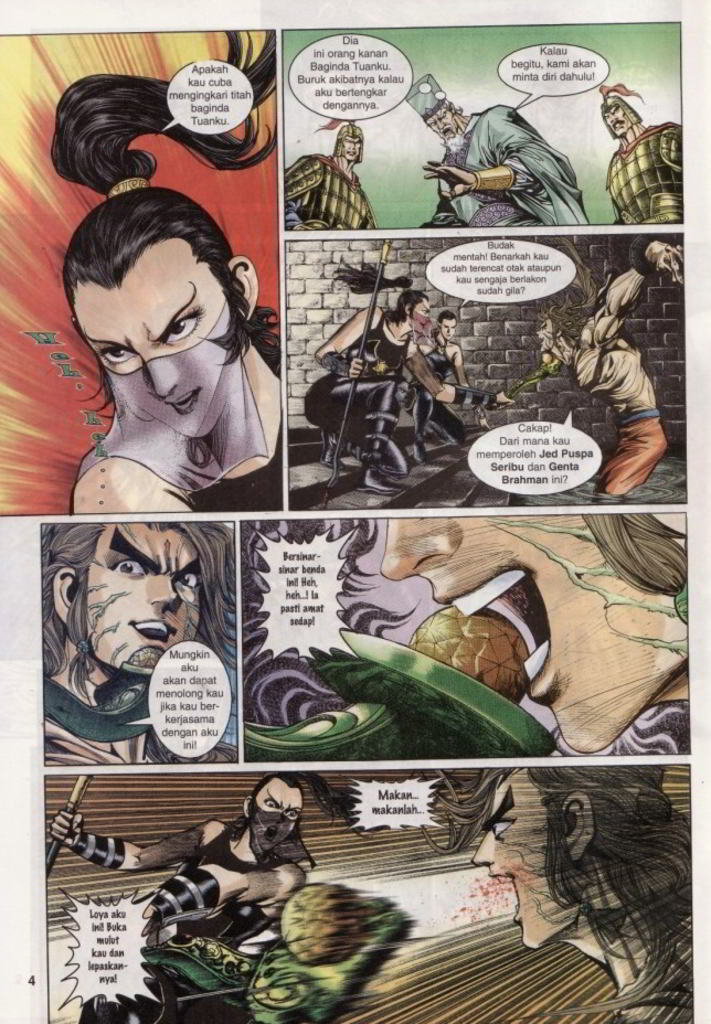 Apakah
kau cuba
mengingkari titah
baginda
Tuanku.
Dia
ini orang kanan
Baginda Tuanku.
Buruk akibatnya kalau
aku bertengkar
dengannya.
Kalau
begitu, kami akan
minta diri dahulu!
Heh,
heh...
Budak
mentah! Benarkah kau
sudah terencat otak ataupun
kau sengaja berlakon
sudah gila?
Cakap!
Dari mana kau
memperoleh Jed Puspa
Seribu dan Genta
Brahman ini?
Mungkin
aku
akan dapat
menolong kau
jika kau be-
kerjasama
dengan aku
ini!
Bersinar-
sinar benda
ini! Heh,
heh...! Ia
pasti amat
sedap!
Makan...
makanlah...
Loya aku
ini! Buka
mulut
kau dan
lepaskan-
nya!
4